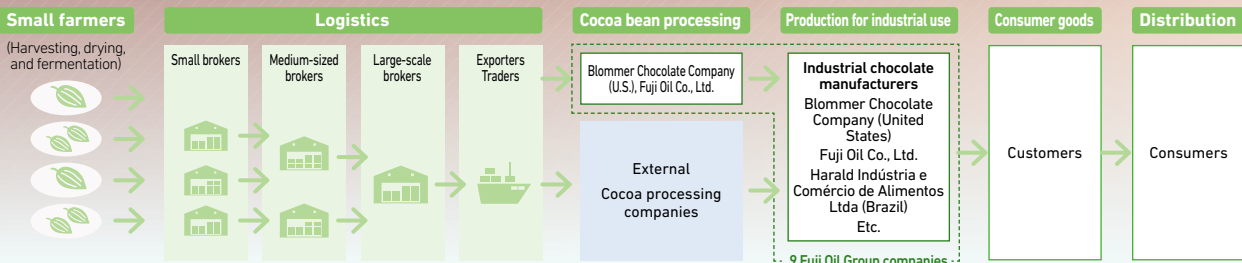 Small farmers
Logistics
Cocoa bean processing
Production for industrial use
Consumer goods
Distribution
(Harvesting, drying,
and fermentation)
Small brokers
Medium-sized
brokers
Large-scale
brokers
Exporters
Traders
Blommer Chocolate Company
(U.S.), Fuji Oil Co., Ltd.
External
Cocoa processing
companies
Industrial chocolate
manufacturers
Blommer Chocolate
Company (United
States)
Fuji Oil Co., Ltd.
Harald Indústria e
Comércio de Alimentos
Ltda (Brazil)
Etc.
9 Fuji Oil Group companies
Customers
Consumers